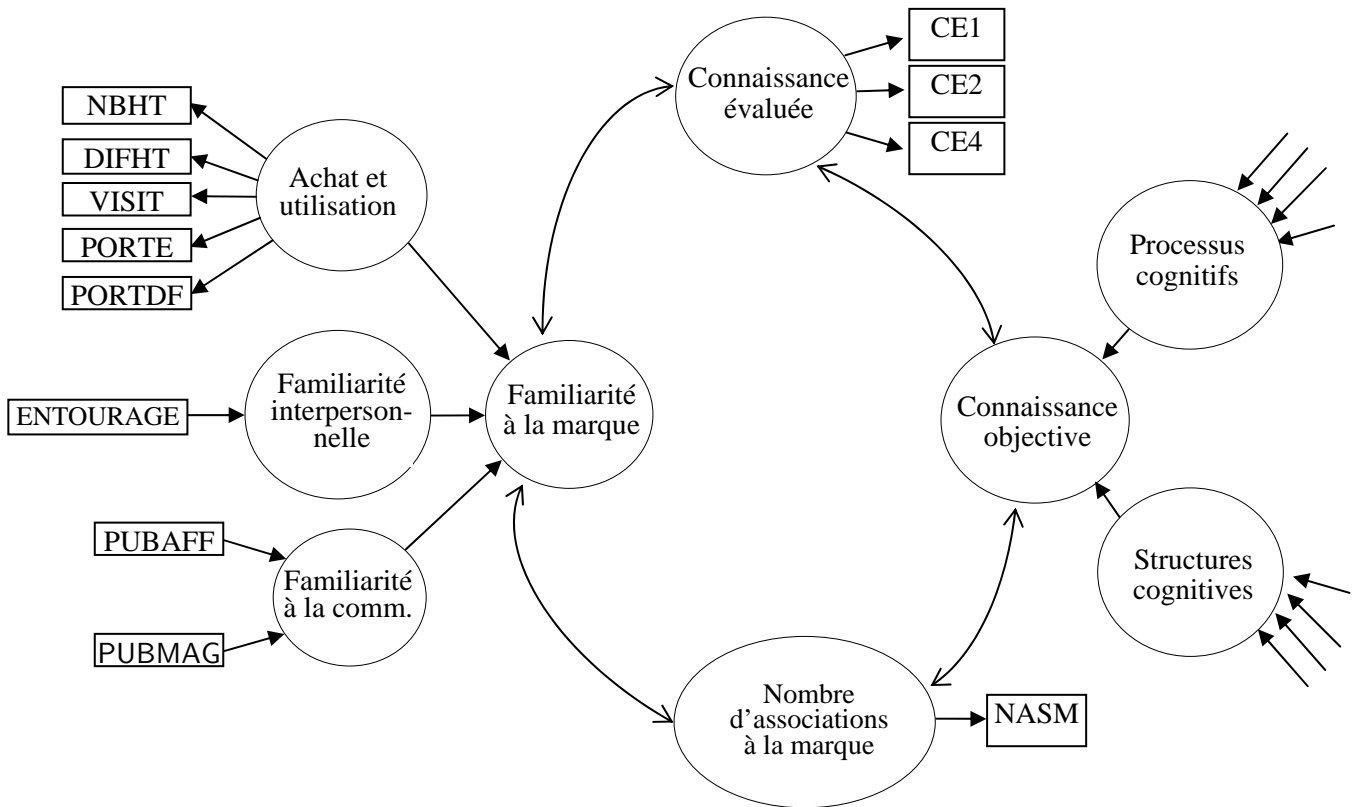 CE1
Connaissance
évaluée
CE2
CE4
NBHT
DIFHT
VISIT
PORTE
PORTDF
Achat et
utilisation
Processus
cognitifs
ENTOURAGE
Familiarité
interperson-
nelle
Familiarité
à la marque
Connaissance
objective
PUBAFF
PUBMAG
Familiarité
à la comm.
Structures
cognitives
Nombre
d’associations
à la marque
NASM